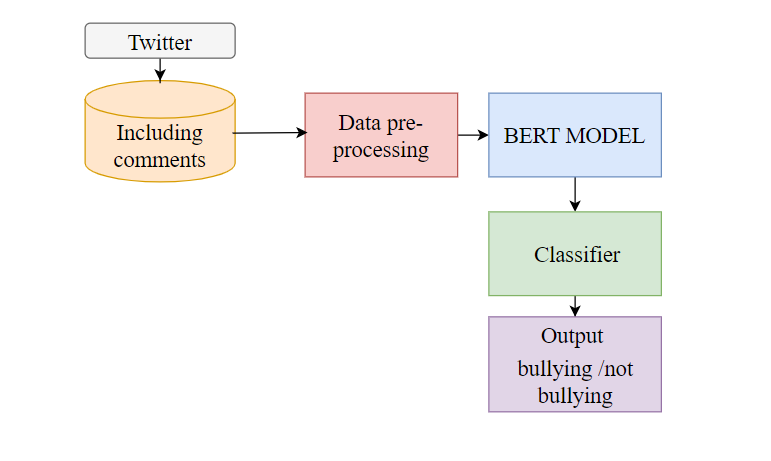 Twitter
Including
comments
Data pre-
processing
BERT MODEL
Classifier
Output
bullying /not
bullying